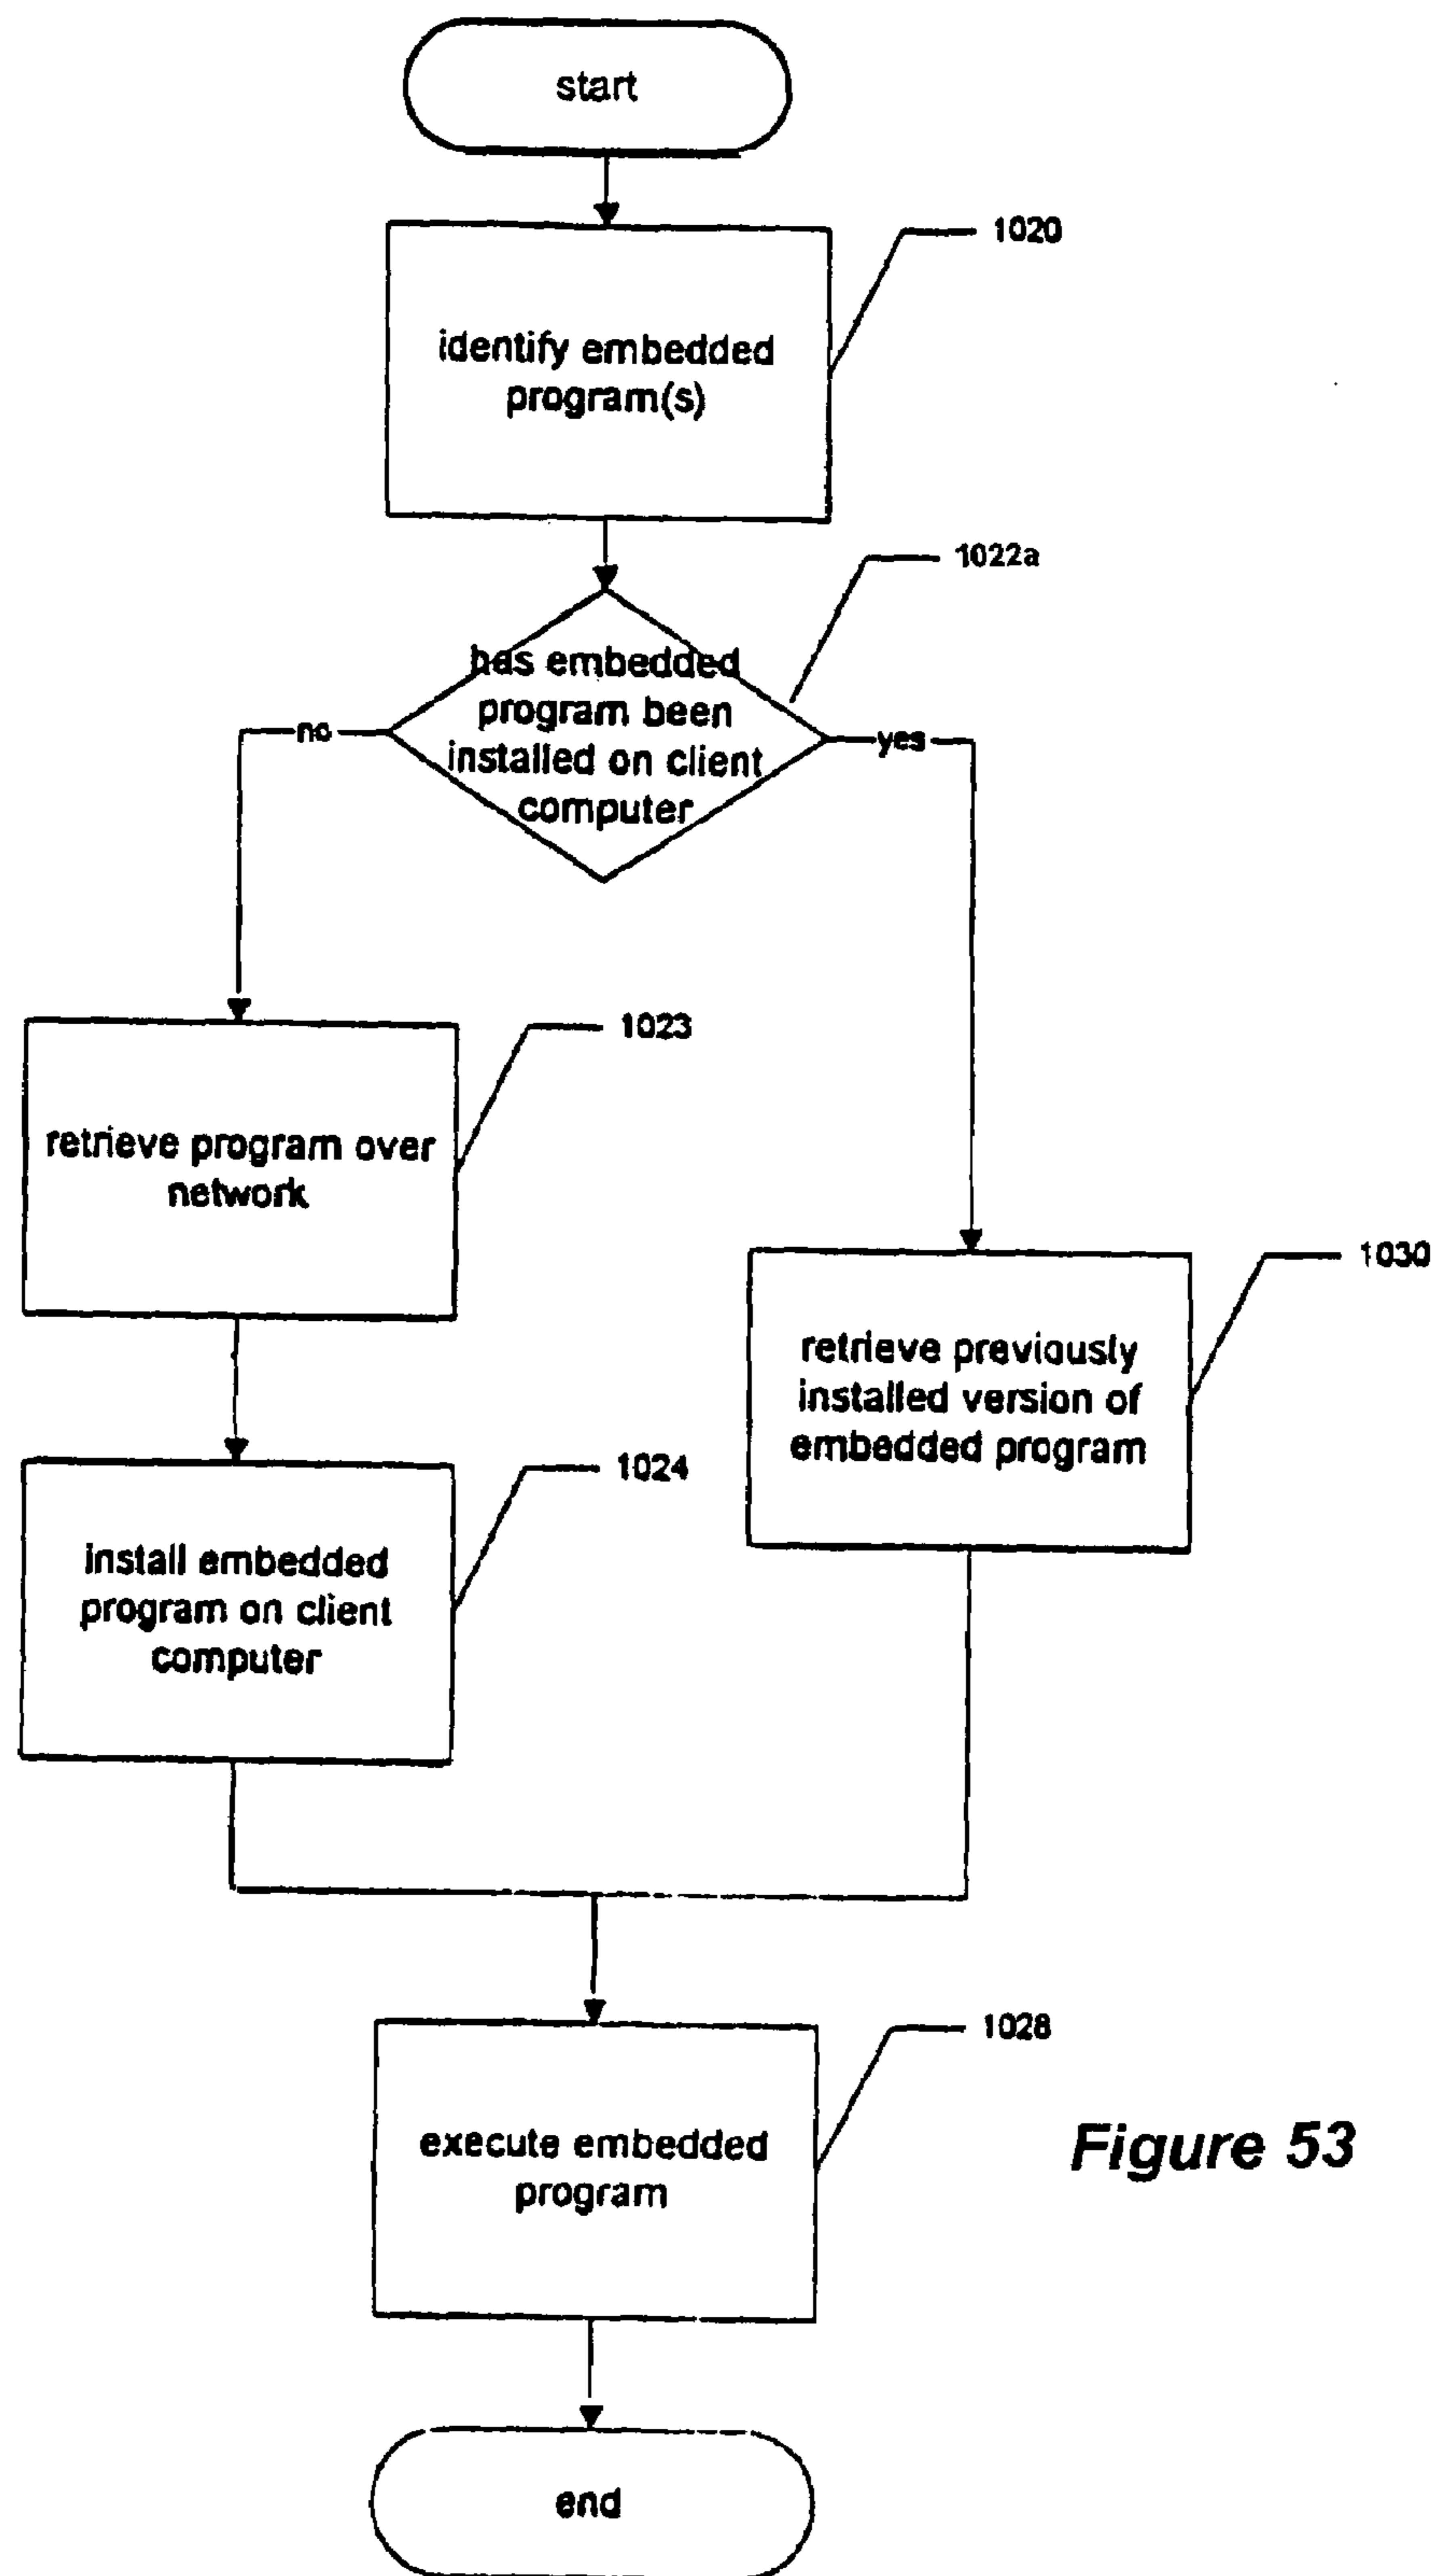 start
1020
identify embedded
program(s)
1022a
has embedded
program been
installed on client
computer
no
yes
1023
retrieve program over
network
1030
retrieve previously
installed version of
embedded program
1024
install embedded
program on client
computer
1028
execute embedded
program
Figure 53
end